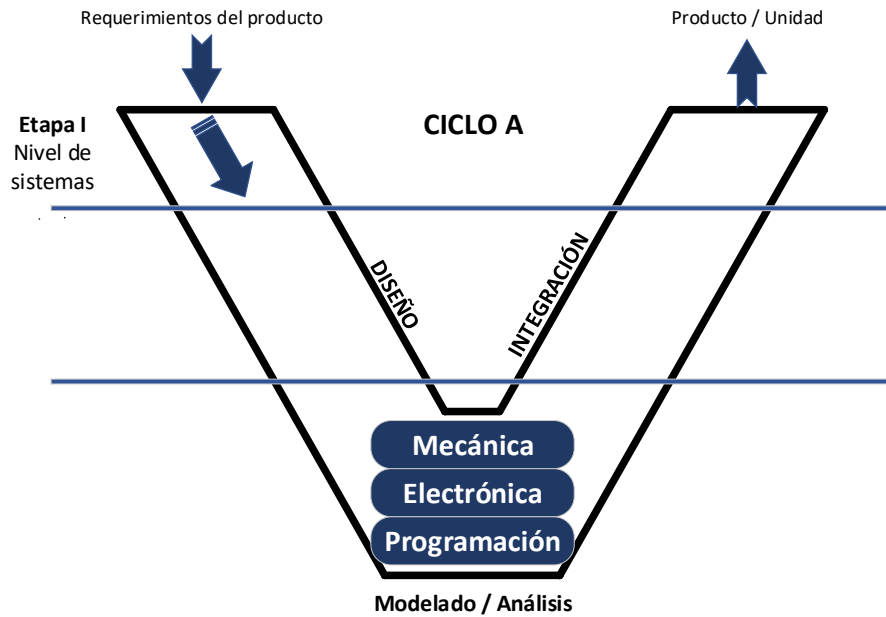 Requerimientos del producto
Producto / Unidad
CICLO A
Etapa I
Nivel de
sistemas
DISEÑO
INTEGRACIÓN
Mecánica
Electrónica
Programación
Modelado / Análisis